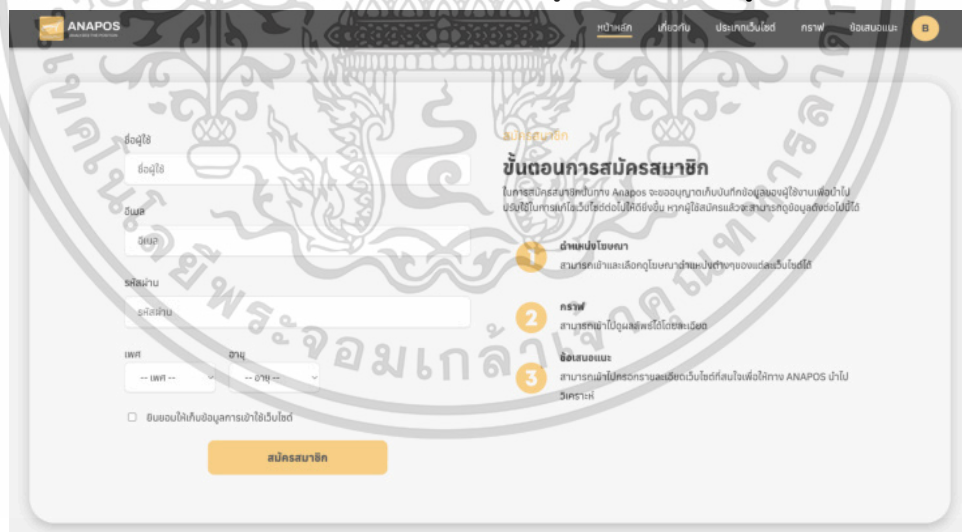 ANAPOS
หน้าหลัก
เกี่ยวกับ
ประเภทเว็บไซต์
กราฟ
ข้อเสนอแนะ
B
ชื่อผู้ใช้
ชื่อผู้ใช้
อีเมล
อีเมล
รหัสผ่าน
รหัสผ่าน
เพศ
อายุ
-- เพศ --
-- อายุ --
ยินยอมให้เก็บข้อมูลการเข้าใช้เว็บไซต์
สมัครสมาชิก
สมัครสมาชิก
ขั้นตอนการสมัครสมาชิก
ในการสมัครสมาชิกนั้นทาง Anapos จะขออนุญาตเก็บบันทึกข้อมูลของผู้ใช้งานเพื่อนำไป
ปรับใช้ในการแก้ไขเว็ปไซต์ต่อไปให้ดียิ่งขึ้น หากผู้ใช้สมัครแล้วจะสามารถดูข้อมูลดังต่อไปนี้ได้
1
ตำแหน่งโฆษณา
สามารถเข้าและเลือกดูโฆษณาตำแหน่งต่างๆของแต่ละเว็บไซต์ได้
2
กราฟ
สามารถเข้าไปดูผลลัพธ์ได้โดยละเอียด
3
ข้อเสนอแนะ
สามารถเข้าไปกรอกรายละเอียดเว็บไซต์ที่สนใจเพื่อให้ทาง ANAPOS นำไป
วิเคราะห์